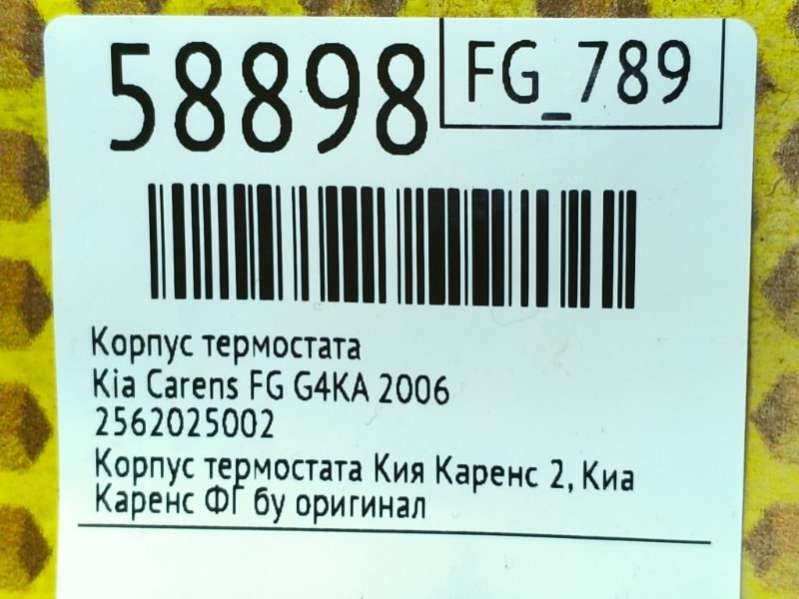 58898
FG_789
Корпус термостата
Kia Carens FG G4KA 2006
2562025002
Корпус термостата Кия Каренс 2, Киа
Каренс ФГ бу оригинал